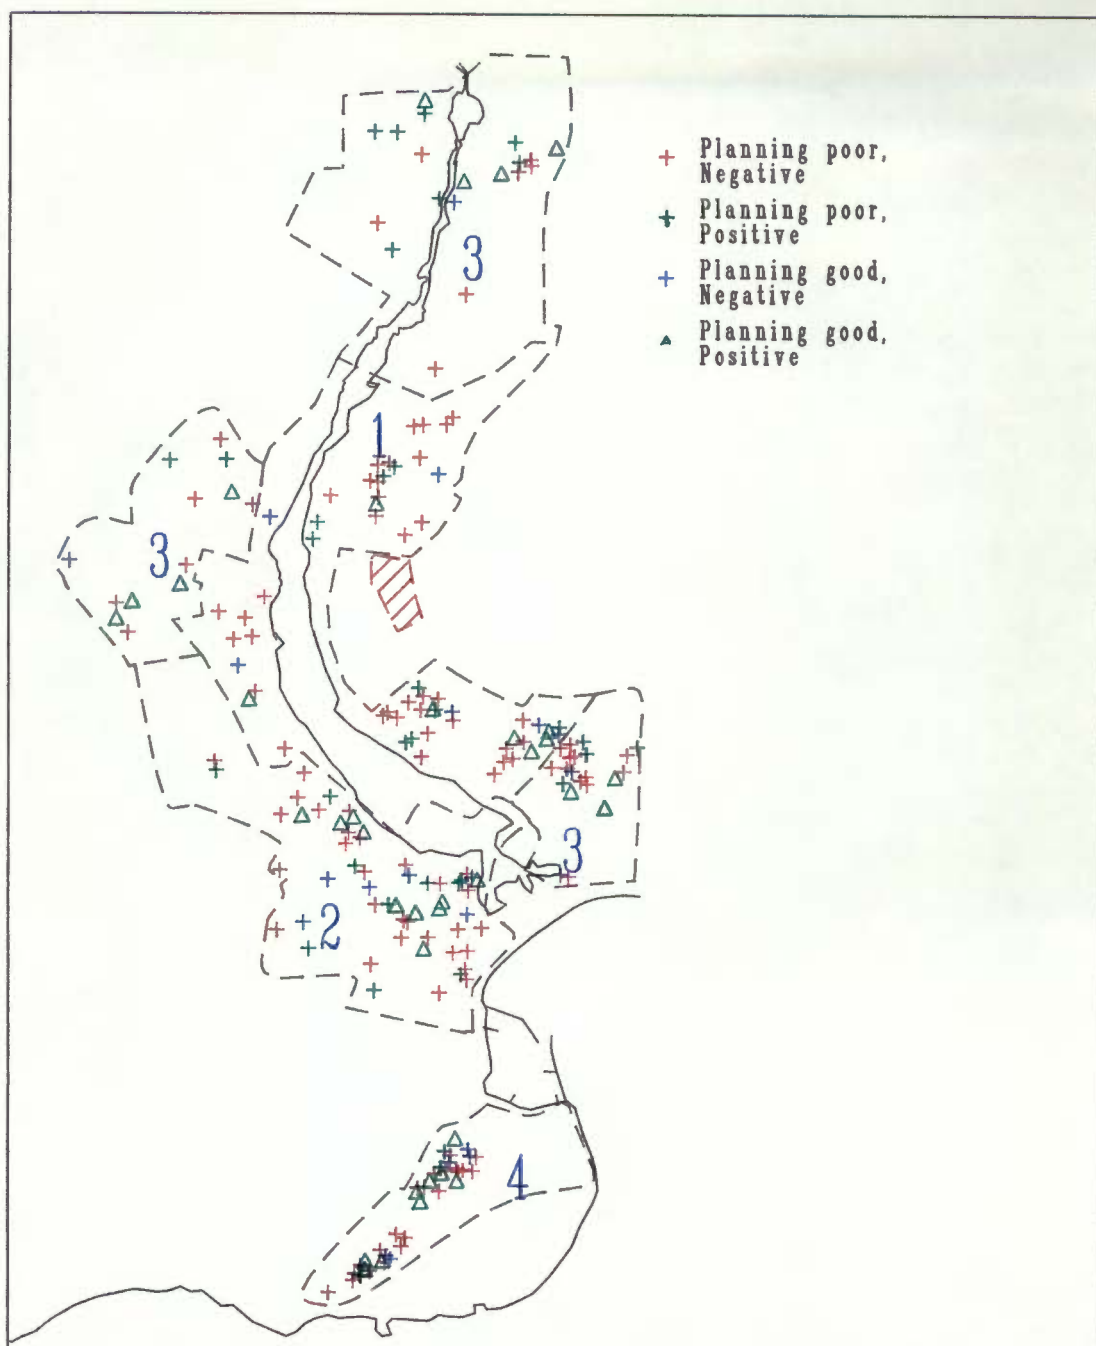 Planning poor,
Negative
Planning poor,
Positive
Planning good,
Negative
Planning good,
Positive
3
1
3
3
2
4